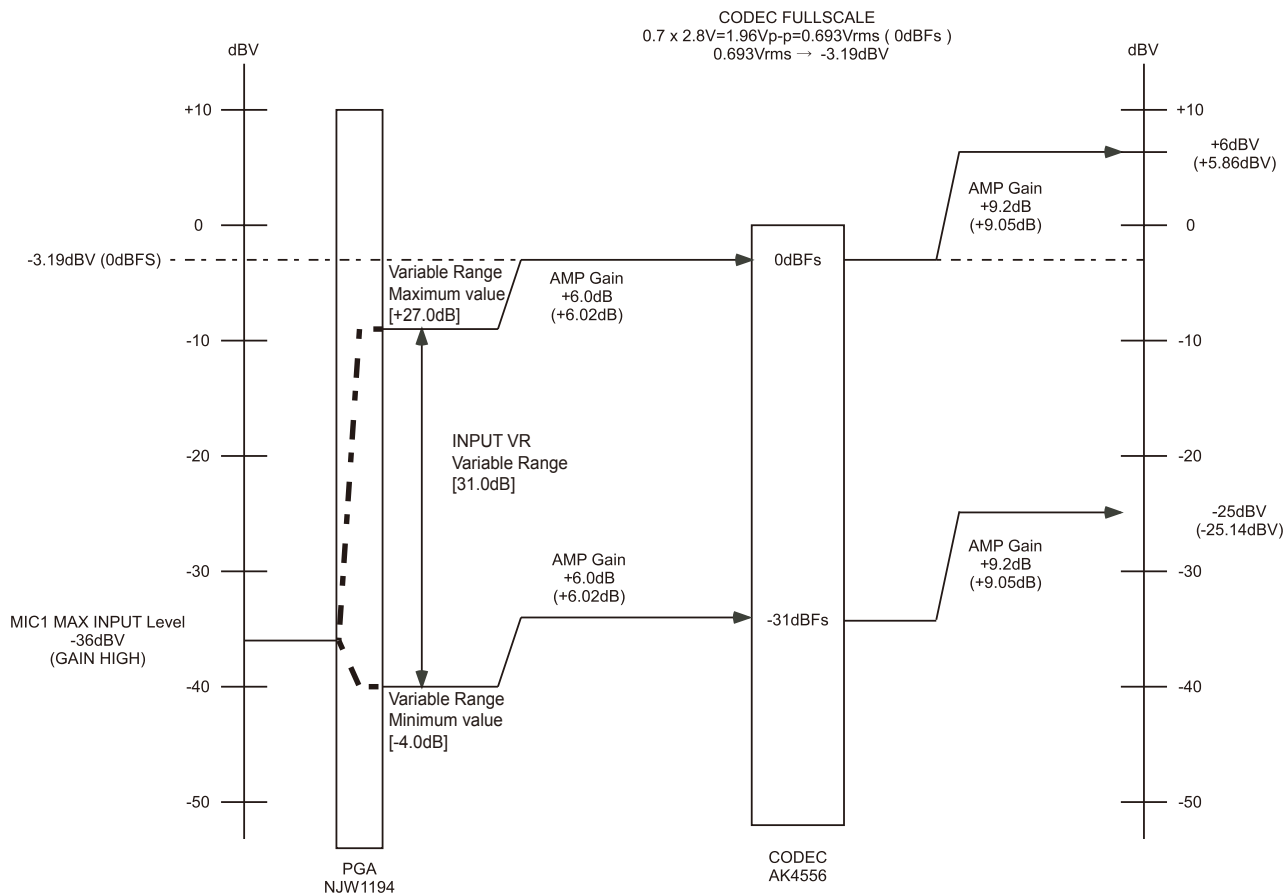 CODEC FULLSCALE
0.7 x 2.8V=1.96Vp-p=0.693Vrms ( 0dBFs )
0.693Vrms → -3.19dBV
dBV
dBV
+10
+10
+6dBV
(+5.86dBV)
AMP Gain
+9.2dB
(+9.05dB)
0
0
-3.19dBV (0dBFS)
0dBFs
Variable Range
Maximum value
[+27.0dB]
AMP Gain
+6.0dB
(+6.02dB)
-10
-10
INPUT VR
Variable Range
[31.0dB]
-20
-20
-25dBV
(-25.14dBV)
AMP Gain
+6.0dB
(+6.02dB)
AMP Gain
+9.2dB
(+9.05dB)
-30
-30
MIC1 MAX INPUT Level
-36dBV
(GAIN HIGH)
-31dBFs
-40
-40
Variable Range
Minimum value
[-4.0dB]
-50
-50
PGA
NJW1194
CODEC
AK4556